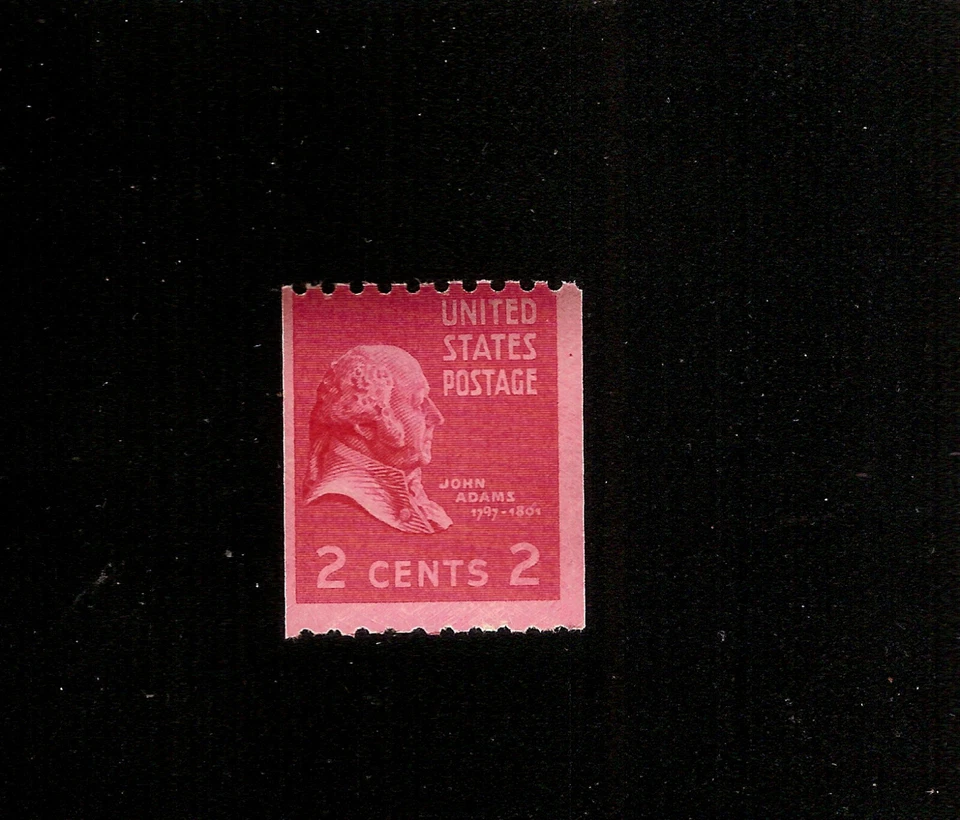 UNITED
STATES
POSTAGE
JOHN
ADAMS
1797-1801
2 CENTS 2